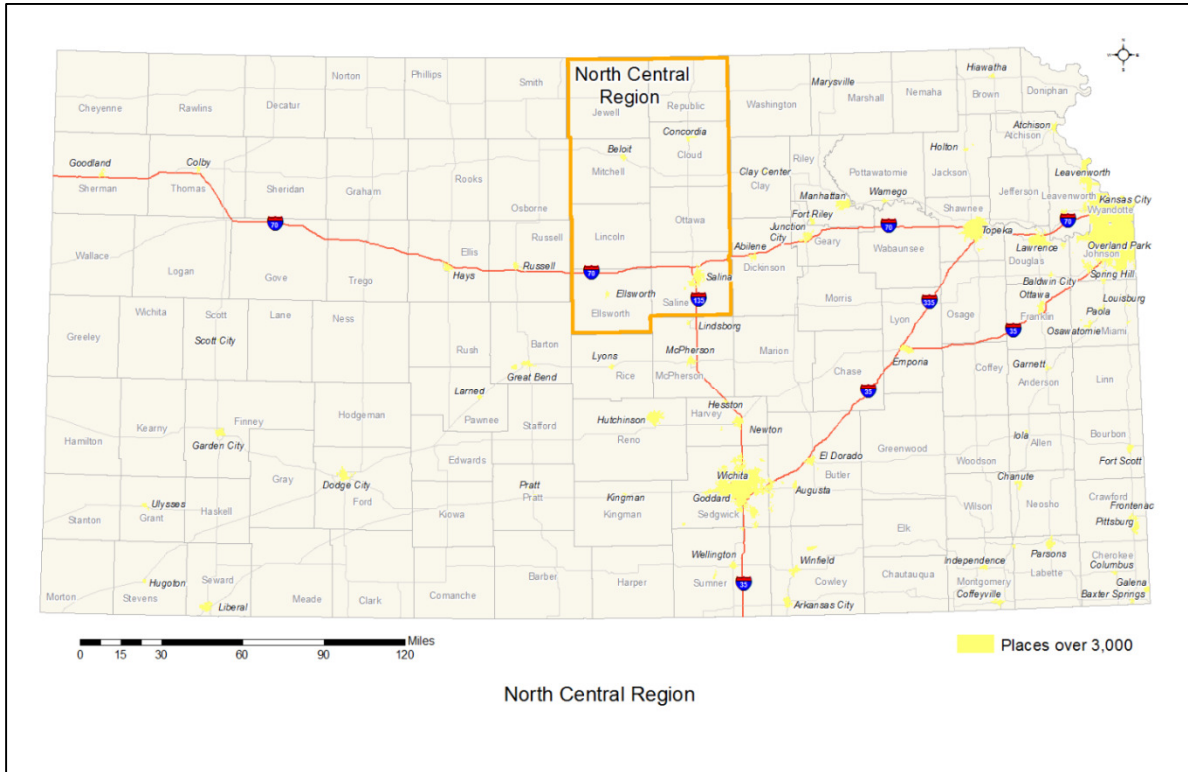 North Central
Region
Norton
Phillips
Smith
Cheyenne
Rawlins
Decatur
Jewell
Republic
Washington
Marysville
Marshall
Nemaha
Hiawatha
Brown
Doniphan
Atchison
Atchison
Concordia
Cloud
Beloit
Mitchell
Goodland
Sherman
Colby
Thomas
Sheridan
Graham
Rooks
Osborne
Clay Center
Clay
Riley
Pottawatomie
Holton
Jackson
Jefferson
Leavenworth
Leavenworth
Kansas City
Wyandotte
Manhattan
Wamego
Fort Riley
Junction
City
Geary
Shawnee
Topeka
70
70
Lawrence
Douglas
Overland Park
Johnson
Spring Hill
Ottawa
Lincoln
Russell
Ellis
Wallace
Logan
Gove
Trego
70
Hays
Russell
70
Salina
Abilene
Dickinson
Wabaunsee
Baldwin City
Ellsworth
Ellsworth
Saline
135
Morris
335
Lyon
Osage
Ottawa
Franklin
Louisburg
Paola
Osawatomie
Miami
35
Greeley
Wichita
Scott
Scott City
Lane
Ness
Rush
Barton
Great Bend
Lyons
Rice
Lindsborg
McPherson
McPherson
Marion
Chase
Emporia
Coffey
Garnett
Anderson
Linn
Larned
Pawnee
Hesston
Harvey
Newton
35
Hamilton
Kearny
Finney
Garden City
Hodgeman
Stafford
Hutchinson
Reno
El Dorado
Butler
Greenwood
Woodson
Iola
Allen
Bourbon
Fort Scott
Edwards
Gray
Dodge City
Ford
Pratt
Pratt
Kingman
Kingman
Wichita
Goddard
Sedgwick
Augusta
Chanute
Wilson
Neosho
Crawford
Frontenac
Pittsburg
Stanton
Ulysses
Grant
Haskell
Kiowa
Elk
Wellington
Sumner
35
Winfield
Cowley
Arkansas City
Chautauqua
Independence
Montgomery
Coffeyville
Parsons
Labette
Cherokee
Columbus
Galena
Baxter Springs
Morton
Hugoton
Stevens
Seward
Liberal
Meade
Clark
Comanche
Barber
Harper
Miles
0 15 30 60 90 120
Places over 3,000
North Central Region